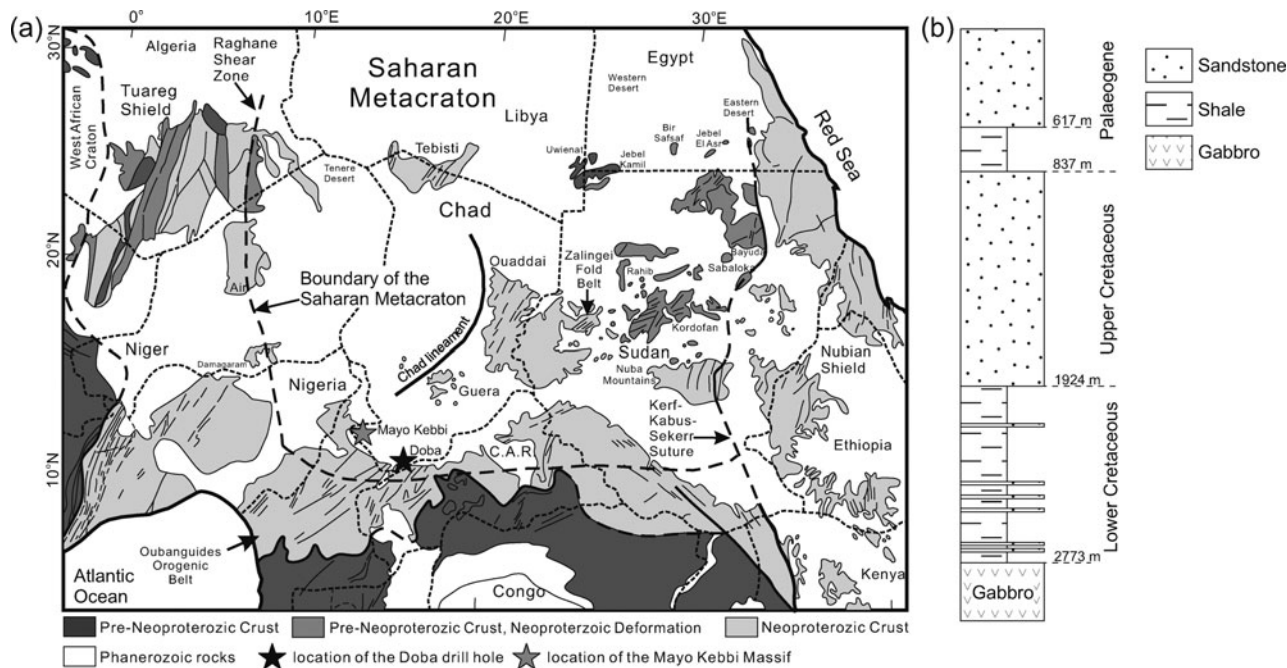 (a)
0°
10°E
20°E
30°E
30°N
20°N
10°N
Algeria
Raghane
Shear
Zone
Saharan
Metacraton
Egypt
Western
Desert
Eastern
Desert
Red Sea
Tuareg
Shield
West African
Craton
Libya
Bir
Safsaf
Jebel
El Asr
Uwienat
Jebel
Kamil
Tebisti
Tenere
Desert
Chad
Air
Boundary of the
Saharan Metacraton
Ouaddai
Zalingei
Fold
Belt
Rahib
Bayuda
Sabaloka
Kordofan
Chad lineament
Niger
Damagaram
Nigeria
Guera
Sudan
Nuba
Mountains
Nubian
Shield
Mayo Kebbi
Doba
C.A.R.
Kerf-
Kabus-
Sekerr
Suture
Ethiopia
Oubanguides
Orogenic
Belt
Atlantic
Ocean
Congo
Kenya
Pre-Neoproterozic Crust
Pre-Neoproterozic Crust, Neoproterzoic Deformation
Neoproterozic Crust
Phanerozoic rocks
location of the Doba drill hole
location of the Mayo Kebbi Massif
(b)
617 m
837 m
1924 m
2773 m
Gabbro
Palaeogene
Upper Cretaceous
Lower Cretaceous
Sandstone
Shale
Gabbro